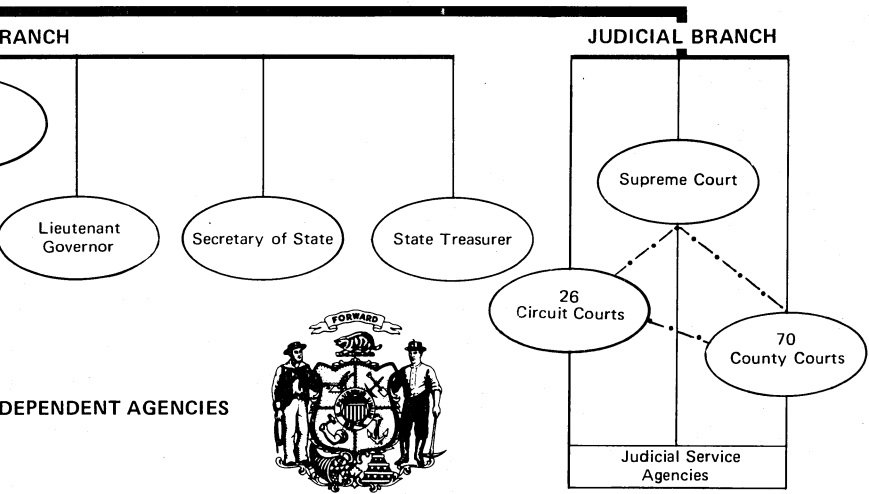 RANCH
JUDICIAL BRANCH
Supreme Court
Lieutenant
Governor
Secretary of State
State Treasurer
26
Circuit Courts
FORWARD
70
County Courts
DEPENDENT AGENCIES
Judicial Service
Agencies